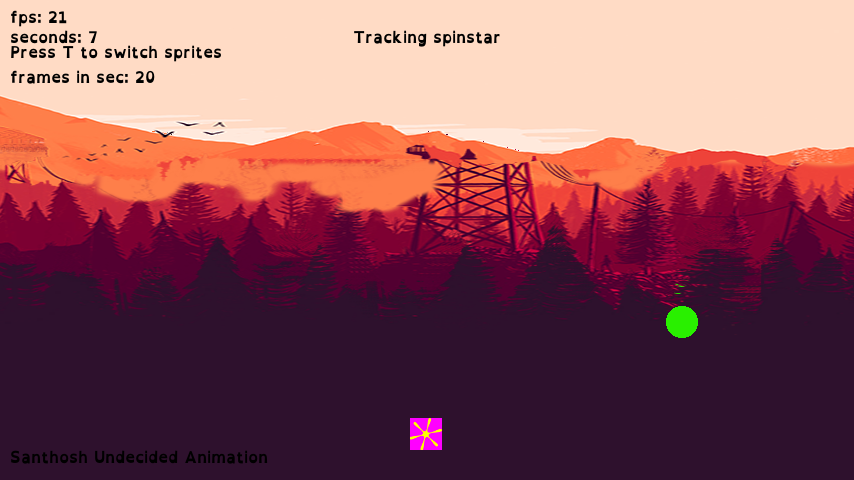 fps: 21
seconds: 7
Tracking spinstar
Press T to switch sprites
frames in sec: 20
Santhosh Undecided Animation